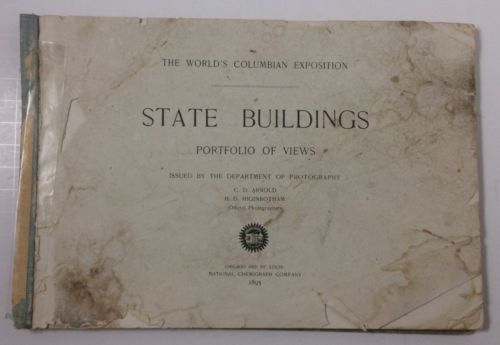 THE WORLD'S COLUMBIAN EXPOSITION
STATE BUILDINGS
PORTFOLIO OF VIEWS
ISSUED BY THE DEPARTMENT OF PHOTOGRAPHY
C. D. ARNOLD
H. D. HIGINBOTHAM
Official Photographers
CHICAGO AND ST. LOUIS
NATIONAL CHEMIGRAPH COMPANY
1893